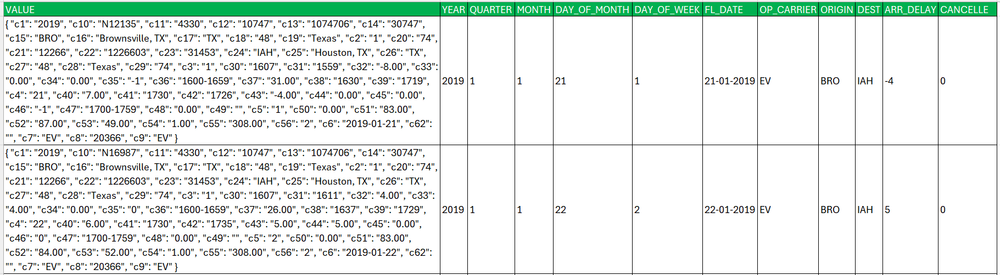 VALUE YEAR QUARTER MONTH DAY_OF_MONTH DAY_OF_WEEK FL_DATE OP_CARRIER ORIGIN DEST ARR_DELAY CANCELLE
{ "c1": "2019", "c10": "N12135", "c11": "4330", "c12": "10747", "c13": "1074706", "c14": "30747",
"c15": "BRO", "c16": "Brownsville, TX", "c17": "TX", "c18": "48", "c19": "Texas", "c2": "1", "c20": "74",
"c21": "12266", "c22": "1226603", "c23": "31453", "c24": "IAH", "c25": "Houston, TX", "c26": "TX",
"c27": "48", "c28": "Texas", "c29": "74", "c3": "1", "c30": "1607", "c31": "1559", "c32": "-8.00", "c33":
"0.00", "c34": "0.00", "c35": "-1", "c36": "1600-1659", "c37": "31.00", "c38": "1630", "c39": "1719",
"c4": "21", "c40": "7.00", "c41": "1730", "c42": "1726", "c43": "-4.00", "c44": "0.00", "c45": "0.00",
"c46": "-1", "c47": "1700-1759", "c48": "0.00", "c49": "", "c5": "1", "c50": "0.00", "c51": "83.00",
"c52": "87.00", "c53": "49.00", "c54": "1.00", "c55": "308.00", "c56": "2", "c6": "2019-01-21", "c62":
"", "c7": "EV", "c8": "20366", "c9": "EV" }
2019 1 1 21 1 21-01-2019 EV BRO IAH -4 0
{ "c1": "2019", "c10": "N16987", "c11": "4330", "c12": "10747", "c13": "1074706", "c14": "30747",
"c15": "BRO", "c16": "Brownsville, TX", "c17": "TX", "c18": "48", "c19": "Texas", "c2": "1", "c20": "74",
"c21": "12266", "c22": "1226603", "c23": "31453", "c24": "IAH", "c25": "Houston, TX", "c26": "TX",
"c27": "48", "c28": "Texas", "c29": "74", "c3": "1", "c30": "1607", "c31": "1611", "c32": "4.00", "c33":
"4.00", "c34": "0.00", "c35": "0", "c36": "1600-1659", "c37": "26.00", "c38": "1637", "c39": "1729",
"c4": "22", "c40": "6.00", "c41": "1730", "c42": "1735", "c43": "5.00", "c44": "5.00", "c45": "0.00",
"c46": "0", "c47": "1700-1759", "c48": "0.00", "c49": "", "c5": "2", "c50": "0.00", "c51": "83.00",
"c52": "84.00", "c53": "52.00", "c54": "1.00", "c55": "308.00", "c56": "2", "c6": "2019-01-22", "c62":
"", "c7": "EV", "c8": "20366", "c9": "EV" }
2019 1 1 22 2 22-01-2019 EV BRO IAH 5 0